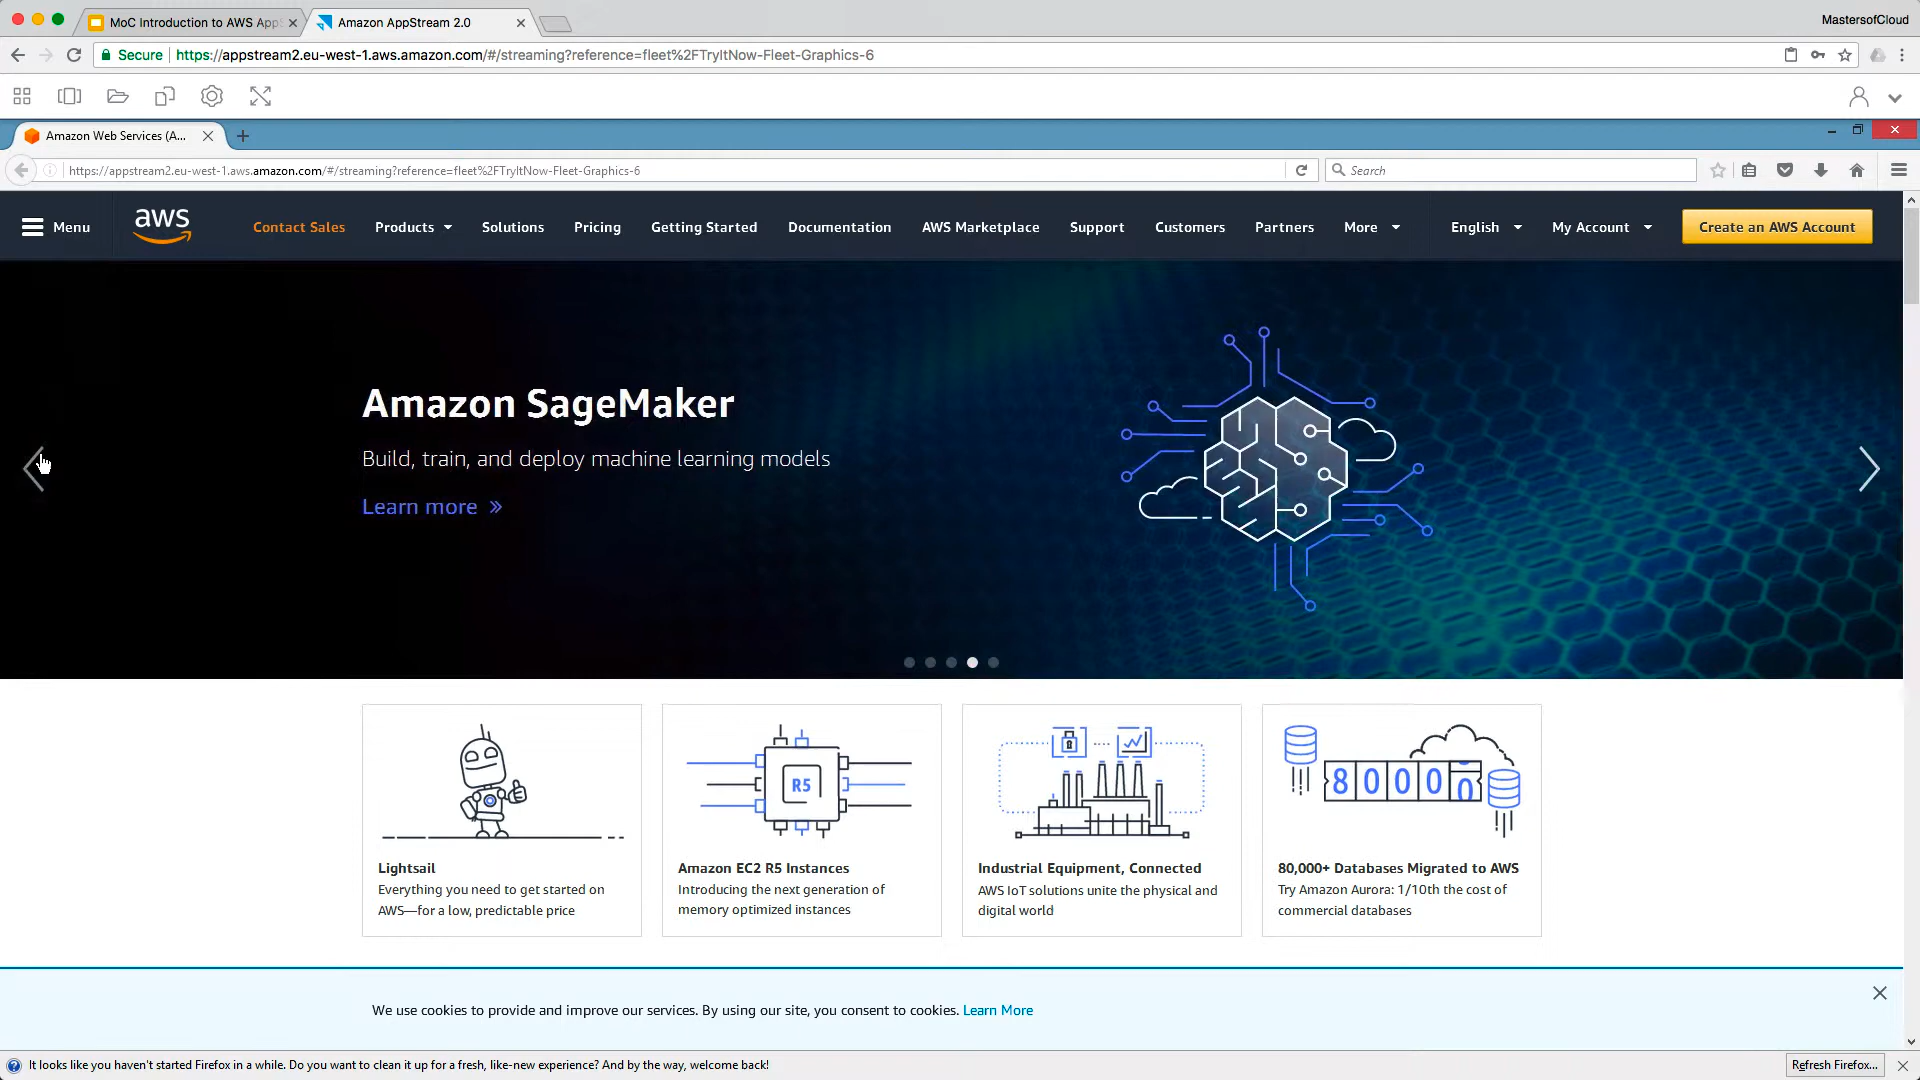 MoC Introduction to AWS App
Amazon AppStream 2.0
MastersofCloud
Secure
https://appstream2.eu-west-1.aws.amazon.com/#/streaming?reference=fleet%2FTryItNow-Fleet-Graphics-6
Amazon Web Services (A...
https://appstream2.eu-west-1.aws.amazon.com/#/streaming?reference=fleet%2FTryItNow-Fleet-Graphics-6
Search
Menu
aws
Contact Sales
Products
Solutions
Pricing
Getting Started
Documentation
AWS Marketplace
Support
Customers
Partners
More
English
My Account
Create an AWS Account
Amazon SageMaker
Build, train, and deploy machine learning models
Learn more »
R5
80000
Lightsail
Everything you need to get started on
AWS—for a low, predictable price
Amazon EC2 R5 Instances
Introducing the next generation of
memory optimized instances
Industrial Equipment, Connected
AWS IoT solutions unite the physical and
digital world
80,000+ Databases Migrated to AWS
Try Amazon Aurora: 1/10th the cost of
commercial databases
We use cookies to provide and improve our services. By using our site, you consent to cookies. Learn More
It looks like you haven't started Firefox in a while. Do you want to clean it up for a fresh, like-new experience? And by the way, welcome back!
Refresh Firefox...